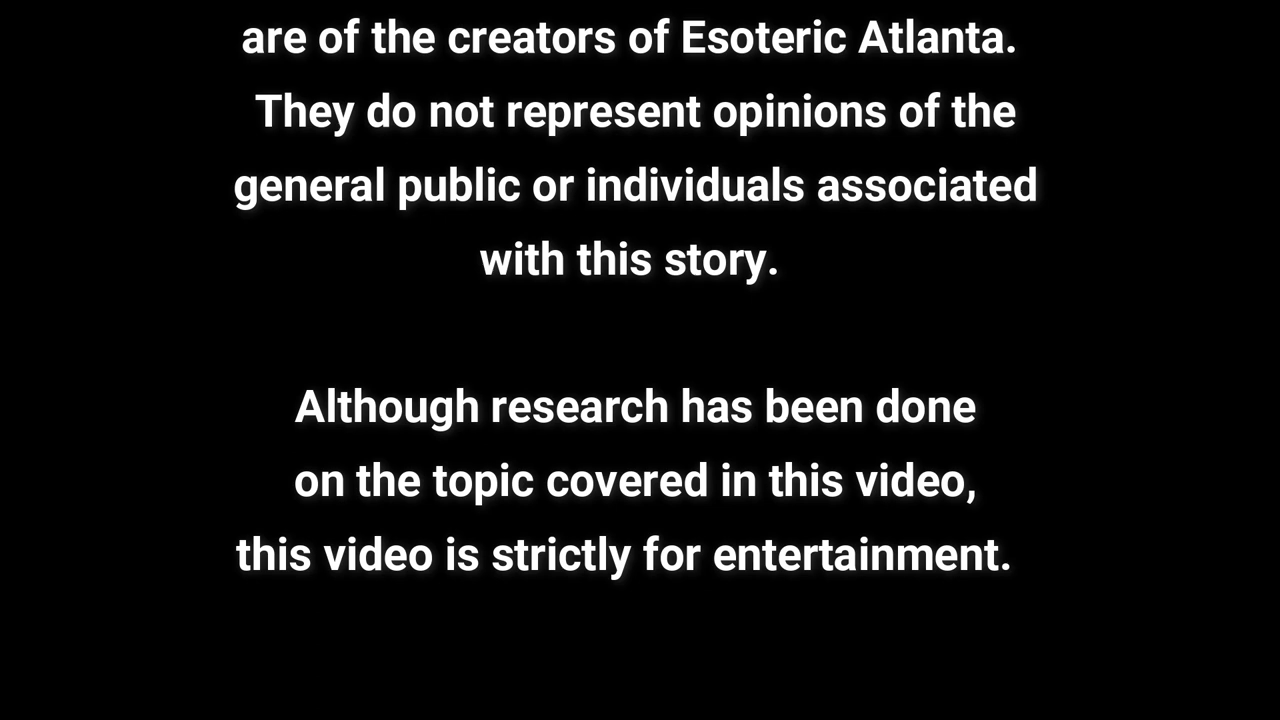 are of the creators of Esoteric Atlanta.
They do not represent opinions of the
general public or individuals associated
with this story.
Although research has been done
on the topic covered in this video,
this video is strictly for entertainment.